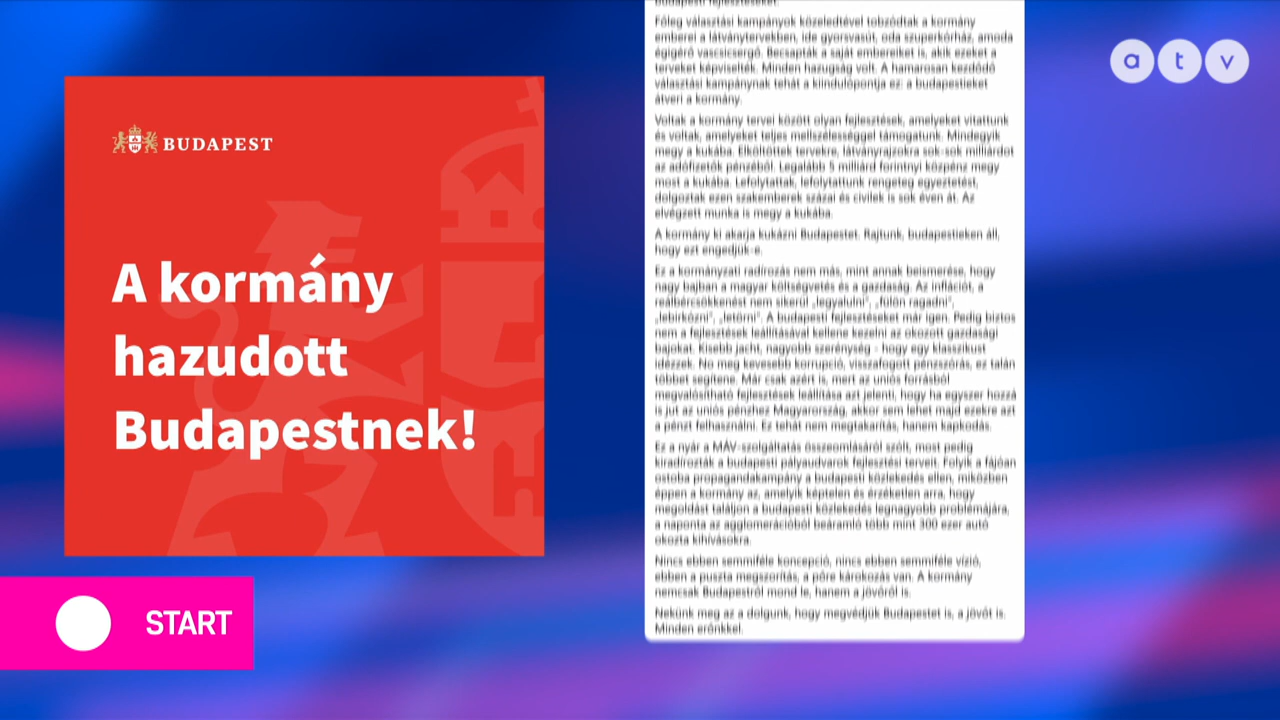 BUDAPEST
A kormány
hazudott
Budapestnek!
START
budapesti fejlesztéseket.
Főleg választási kampányok közeledtével tobzódtak a kormány
emberei a látványtervekben, ide gyorsvasút, oda szuperkórház, amoda
égigérő vascsicsergő. Becsapták a saját embereiket is, akik ezeket a
terveket képviselték. Minden hazugság volt. A hamarosan kezdődő
választási kampánynak tehát a kiindulópontja ez: a budapestieket
átveri a kormány.
Voltak a kormány tervei között olyan fejlesztések, amelyeket vitattunk
és voltak, amelyeket teljes mellszélességgel támogatunk. Mindegyik
megy a kukába. Elköltöttek tervekre, látványrajzokra sok-sok milliárdot
az adófizetők pénzéből. Legalább 5 milliárd forintnyi közpénz megy
most a kukába. Lefolytattak, lefolytattunk rengeteg egyeztetést,
dolgoztak ezen szakemberek százai és civilek is sok éven át. Az
elvégzett munka is megy a kukába.
A kormány ki akarja kukázni Budapestet. Rajtunk, budapestieken áll,
hogy ezt engedjük-e.
Ez a kormányzati radírozás nem más, mint annak beismerése, hogy
nagy bajban a magyar költségvetés és a gazdaság. Az inflációt, a
reálbércsökkenést nem sikerül „legyalulni”, „fülön ragadni”,
„lebirkózni”, „letörni”. A budapesti fejlesztéseket már igen. Pedig biztos
nem a fejlesztések leállításával kellene kezelni az okozott gazdasági
bajokat. Kisebb jacht, nagyobb szerénység - hogy egy klasszikust
idézzek. No meg kevesebb korrupció, visszafogott pénzszórás, ez talán
többet segítene. Már csak azért is, mert az uniós forrásból
megvalósítható fejlesztések leállítása azt jelenti, hogy ha egyszer hozzá
is jut az uniós pénzhez Magyarország, akkor sem lehet majd ezekre azt
a pénzt felhasználni. Ez tehát nem megtakarítás, hanem kapkodás.
Ez a nyár a MÁV-szolgáltatás összeomlásáról szólt, most pedig
kiradírozták a budapesti pályaudvarok fejlesztési terveit. Folyik a fájóan
ostoba propagandakampány a budapesti közlekedés ellen, miközben
éppen a kormány az, amelyik képtelen és érzéketlen arra, hogy
megoldást találjon a budapesti közlekedés legnagyobb problémájára,
a naponta az agglomerációból beáramló több mint 300 ezer autó
okozta kihívásokra.
Nincs ebben semmiféle koncepció, nincs ebben semmiféle vízió,
ebben a puszta megszorítás, a pőre károkozás van. A kormány
nemcsak Budapestről mond le, hanem a jövőről is.
Nekünk meg az a dolgunk, hogy megvédjük Budapestet is, a jövőt is.
Minden erőnkkel.
atv